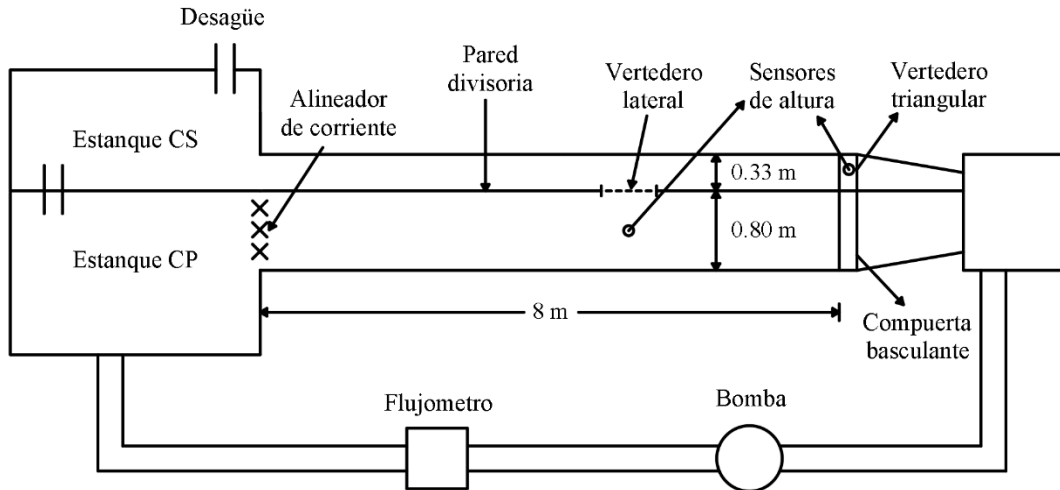 Desagüe
Pared
divisoria
Vertedero
lateral
Sensores
de altura
Vertedero
triangular
Alineador
de corriente
Estanque CS
0.33 m
0.80 m
Estanque CP
8 m
Compuerta
basculante
Flujometro
Bomba